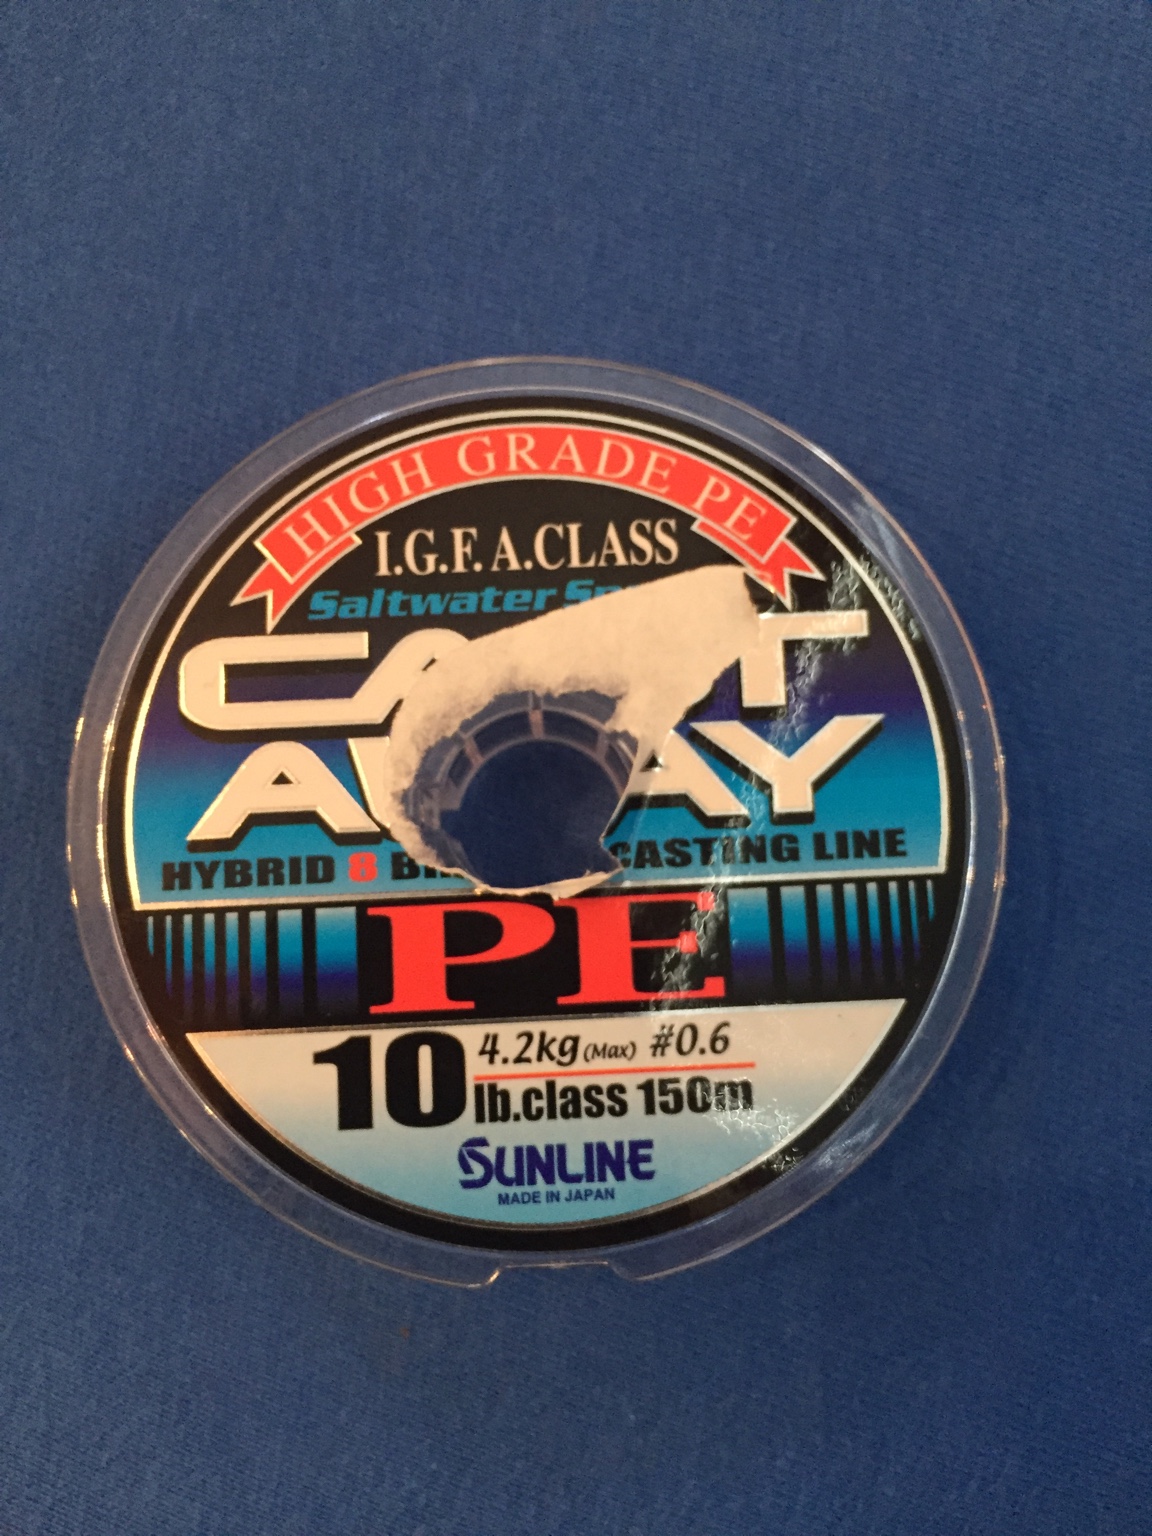 HIGH GRADE PE
I.G.F.A.CLASS
Saltwater
AWAY
HYBRID 8 CASTING LINE
PE
10 4.2kg (Max) #0.6
lb.class 150m
SUNLINE
MADE IN JAPAN